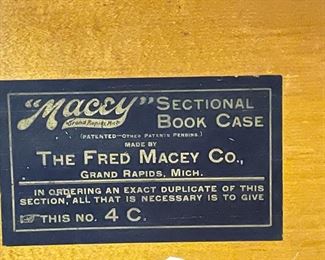 "Macey" SECTIONAL
Grand Rapids, Mich. BOOK CASE
(PATENTED–OTHER PATENTS PENDING.)
MADE BY
THE FRED MACEY CO.,
GRAND RAPIDS, MICH.
IN ORDERING AN EXACT DUPLICATE OF THIS
SECTION, ALL THAT IS NECESSARY IS TO GIVE
☞ THIS NO. 4 C.